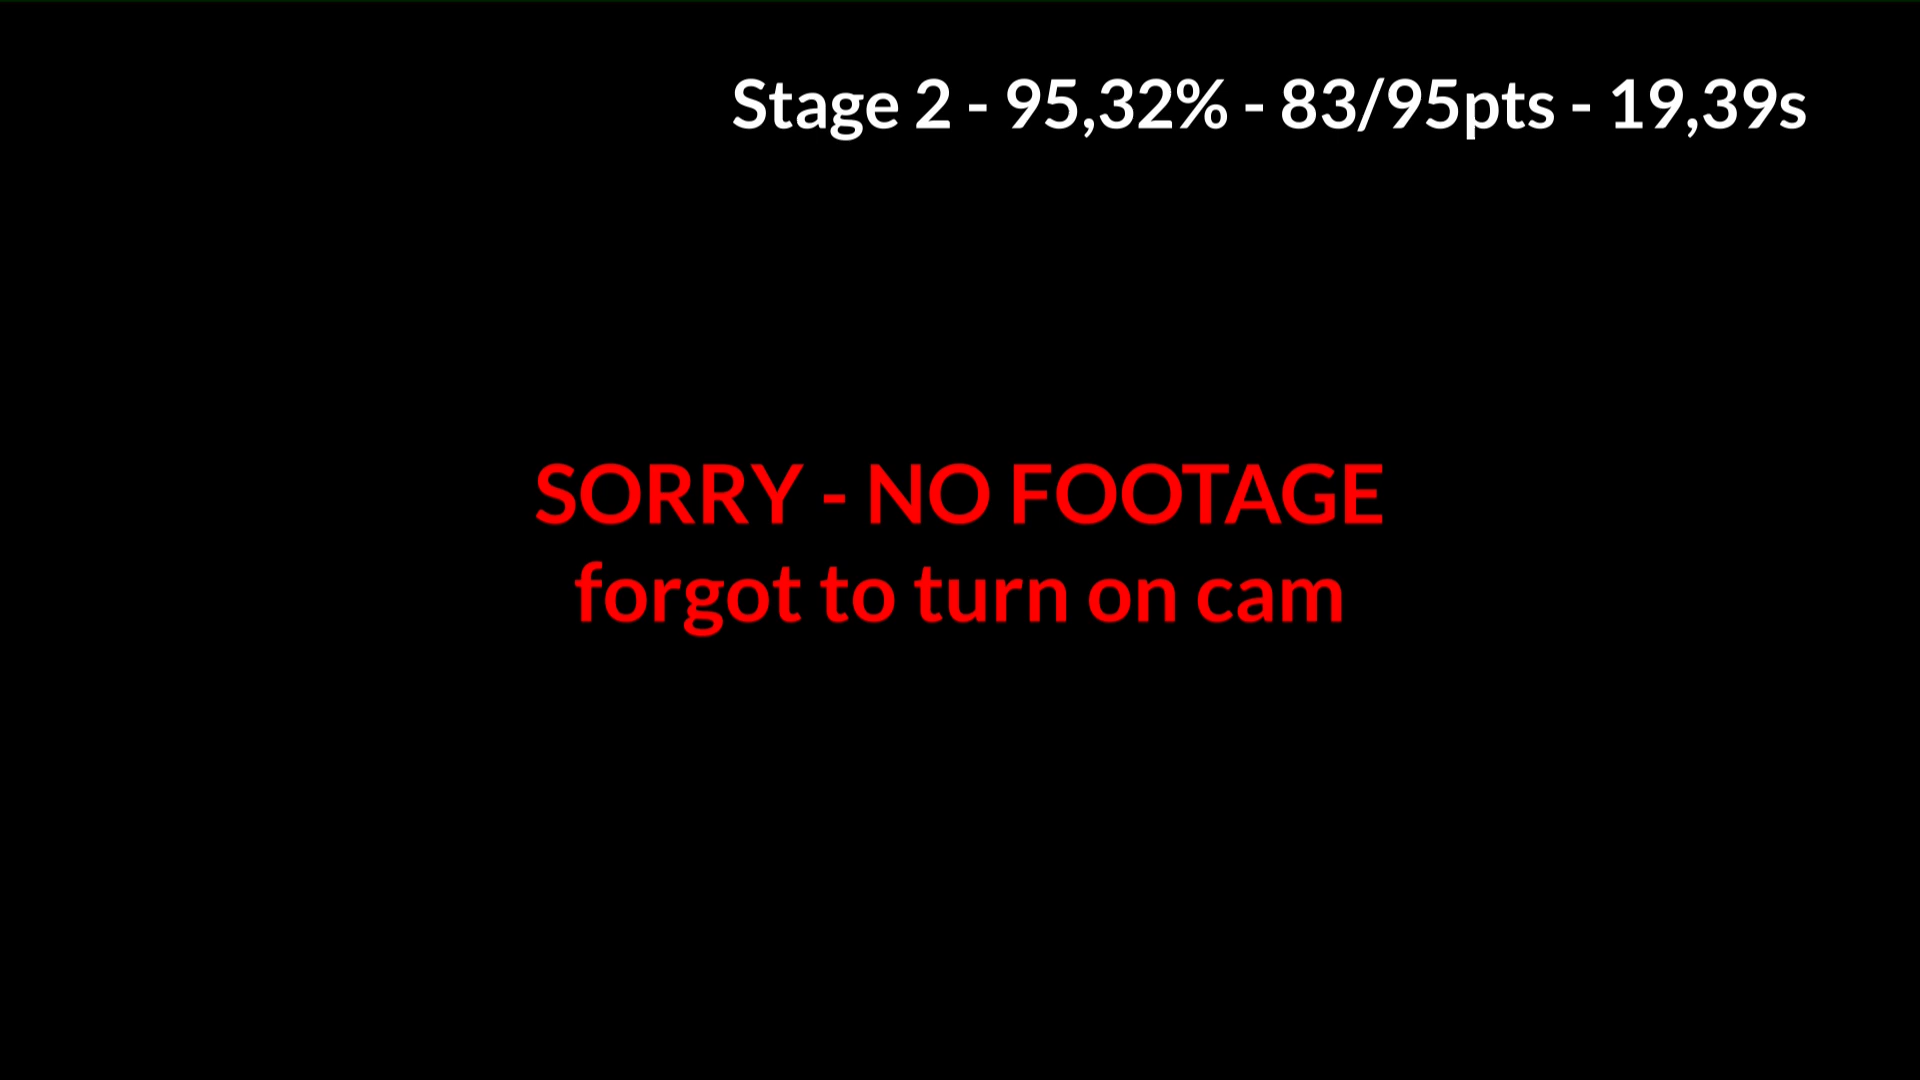 Stage 2 - 95,32% - 83/95pts - 19,39s
SORRY - NO FOOTAGE
forgot to turn on cam